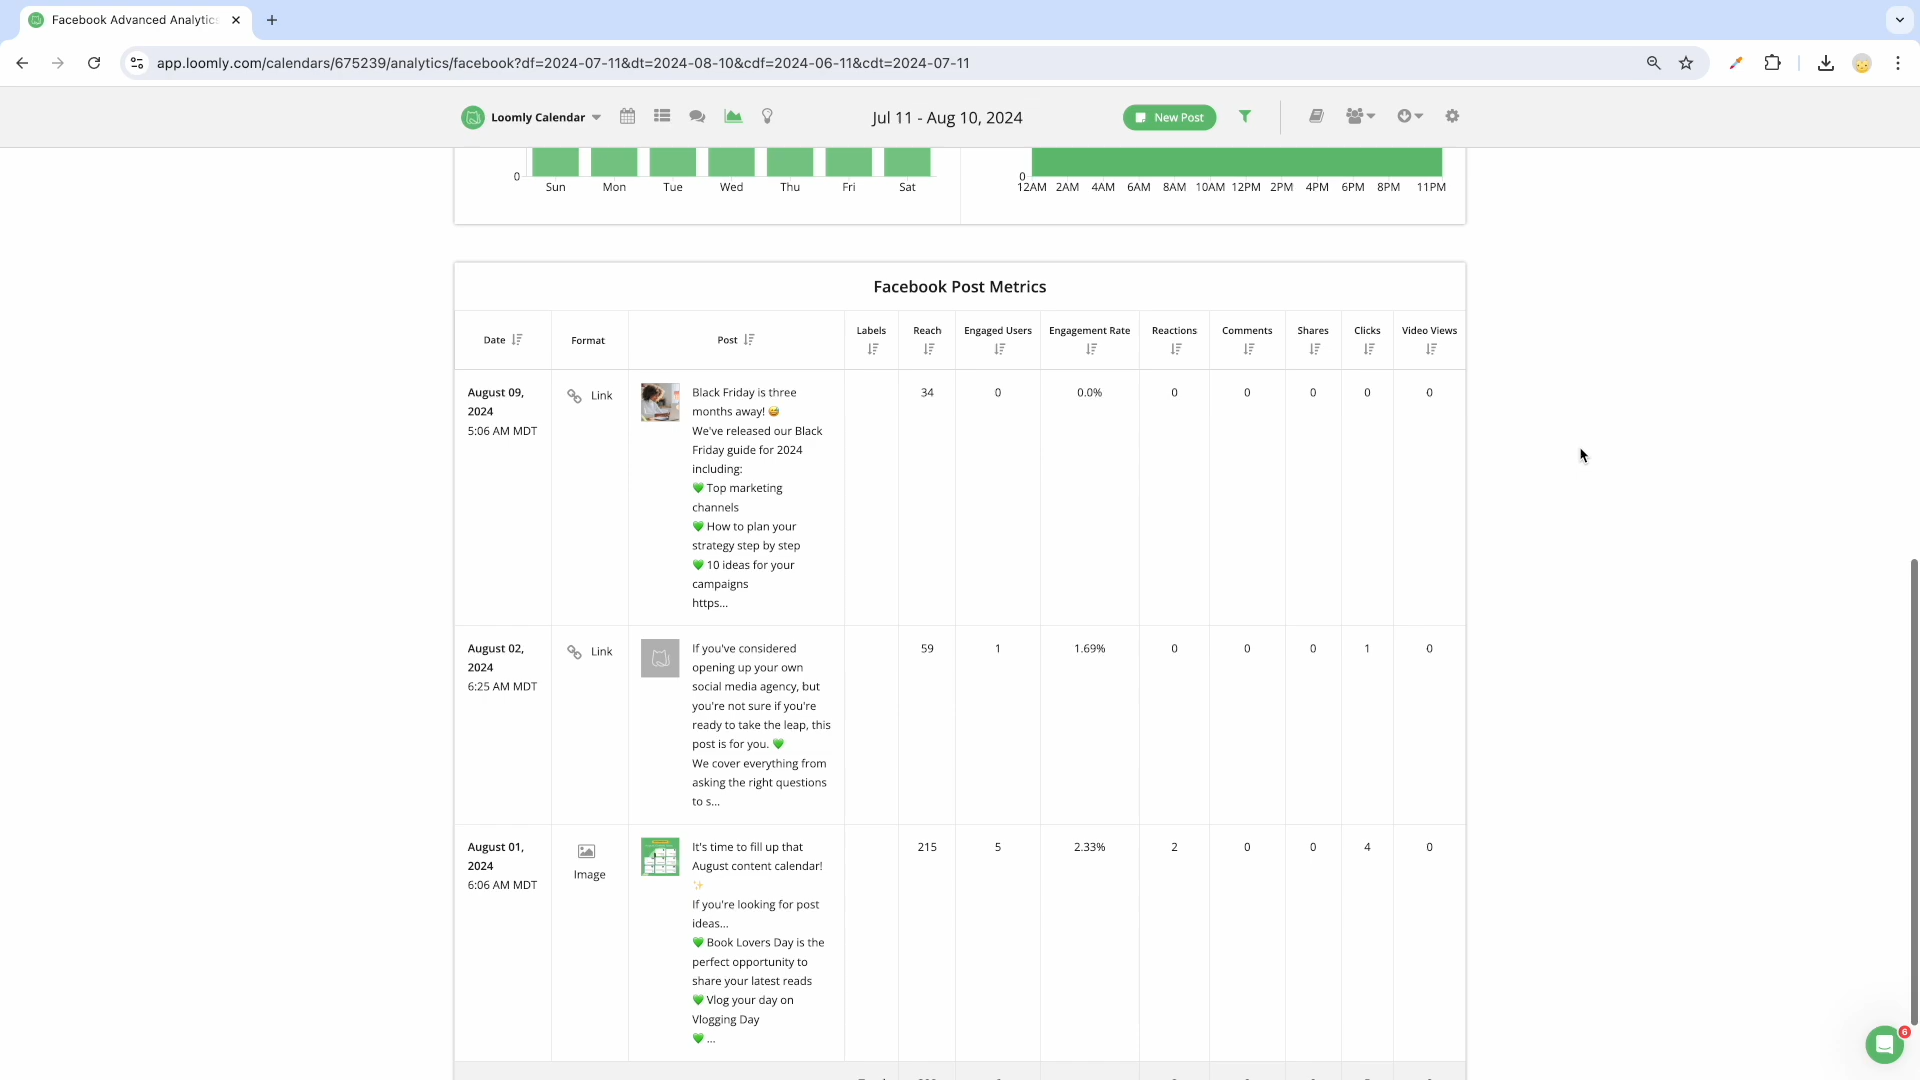 Facebook Advanced Analytic
app.loomly.com/calendars/675239/analytics/facebook?df=2024-07-11&dt=2024-08-10&cdf=2024-06-11&cdt=2024-07-11
Loomly Calendar
Jul 11 - Aug 10, 2024
New Post
0
Sun Mon Tue Wed Thu Fri Sat
0
12AM 2AM 4AM 6AM 8AM 10AM 12PM 2PM 4PM 6PM 8PM 11PM
Facebook Post Metrics
Date Format Post Labels Reach Engaged Users Engagement Rate Reactions Comments Shares Clicks Video Views
August 09,
2024
5:06 AM MDT
Link
Black Friday is three
months away! 😅
We've released our Black
Friday guide for 2024
including:
💚 Top marketing
channels
💚 How to plan your
strategy step by step
💚 10 ideas for your
campaigns
https...
34 0 0.0% 0 0 0 0 0
August 02,
2024
6:25 AM MDT
Link
If you've considered
opening up your own
social media agency, but
you're not sure if you're
ready to take the leap, this
post is for you. 💚
We cover everything from
asking the right questions
to s...
59 1 1.69% 0 0 0 1 0
August 01,
2024
6:06 AM MDT
Image
It's time to fill up that
August content calendar!
✨
If you're looking for post
ideas...
💚 Book Lovers Day is the
perfect opportunity to
share your latest reads
💚 Vlog your day on
Vlogging Day
💚 ...
215 5 2.33% 2 0 0 4 0
6